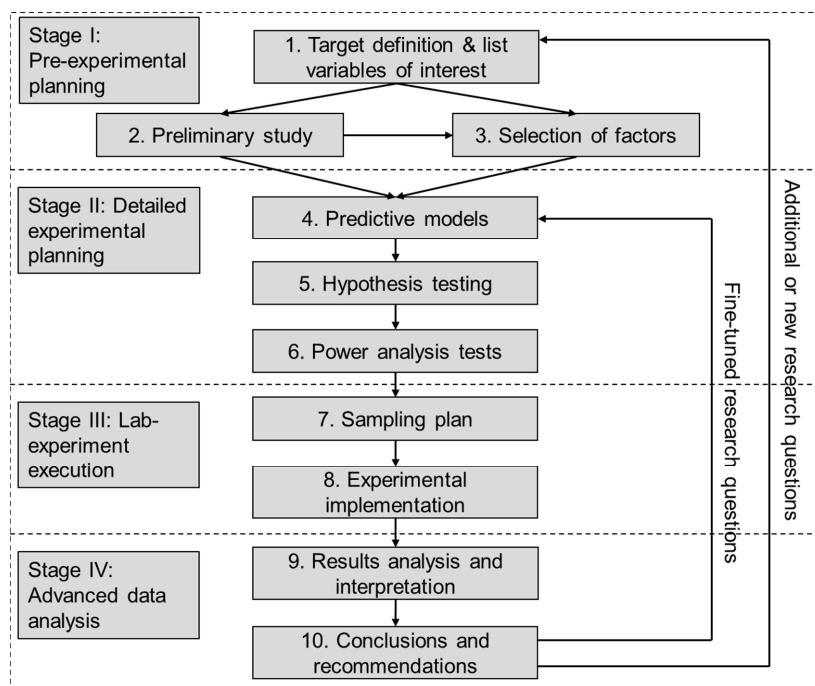 Stage I:
Pre-experimental
planning
1. Target definition & list
variables of interest
2. Preliminary study
3. Selection of factors
Stage II: Detailed
experimental
planning
4. Predictive models
5. Hypothesis testing
6. Power analysis tests
Stage III: Lab-
experiment
execution
7. Sampling plan
8. Experimental
implementation
Stage IV:
Advanced data
analysis
9. Results analysis and
interpretation
10. Conclusions and
recommendations
Fine-tuned research questions
Additional or new research questions